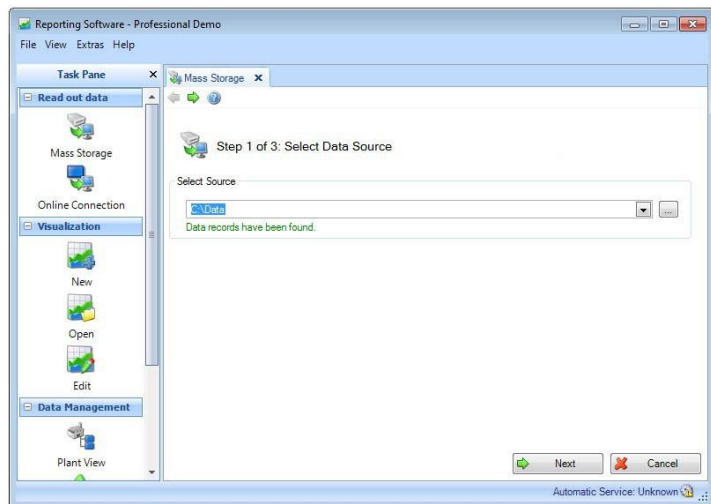 Reporting Software - Professional Demo
File View Extras Help
Task Pane
Mass Storage
Read out data
Mass Storage
Online Connection
Visualization
New
Open
Edit
Data Management
Plant View
Step 1 of 3: Select Data Source
Select Source
C:\Data
...
Data records have been found.
Next
Cancel
Automatic Service: Unknown